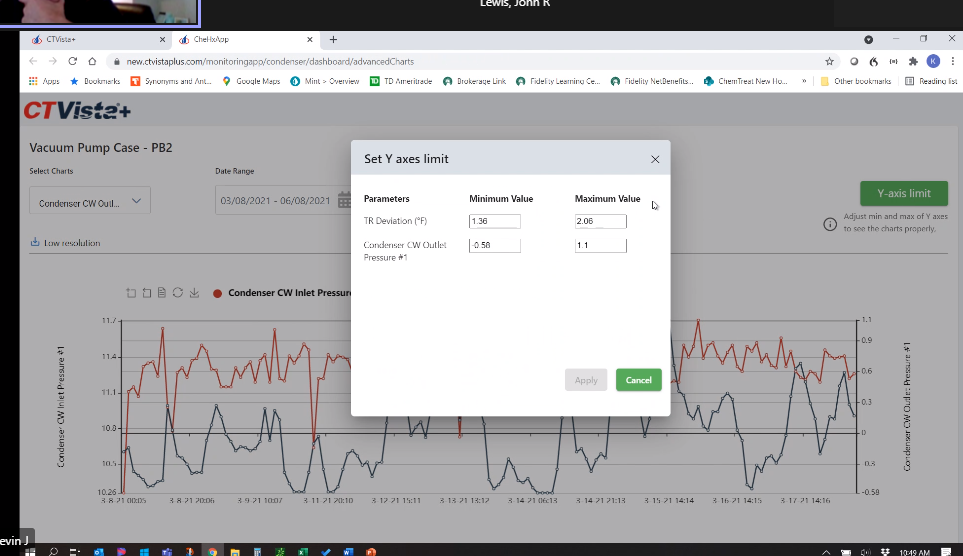 Lewis, John R
CTVista+
CheHxApp
new.ctvistaplus.com/monitoringapp/condenser/dashboard/advancedCharts
K
Apps
Bookmarks
Synonyms and Ant...
Google Maps
Mint > Overview
TD Ameritrade
Brokerage Link
Fidelity Learning Ce...
Fidelity NetBenefits...
ChemTreat New Ho...
»
Other bookmarks
Reading list
CTVista+
Vacuum Pump Case - PB2
Select Charts
Date Range
Condenser CW Outl...
03/08/2021 - 06/08/2021
Y-axis limit
Adjust min and max of Y axes
to see the charts properly.
Low resolution
Set Y axes limit
Parameters Minimum Value Maximum Value
TR Deviation (°F) 1.36 2.06
Condenser CW Outlet -0.58 1.1
Pressure #1
Apply Cancel
Condenser CW Inlet Pressure
Condenser CW Inlet Pressure #1
11.7
11.4
11.1
10.8
10.5
10.26
1.1
0.9
0.6
0.3
0
-0.3
-0.58
Condenser CW Outlet Pressure #1
3-8-21 00:05 3-8-21 20:06 3-9-21 10:07 3-11-21 20:10 3-12-21 15:11 3-13-21 13:12 3-14-21 06:13 3-14-21 21:13 3-15-21 14:14 3-16-21 14:15 3-17-21 14:16
evin J
10:49 AM